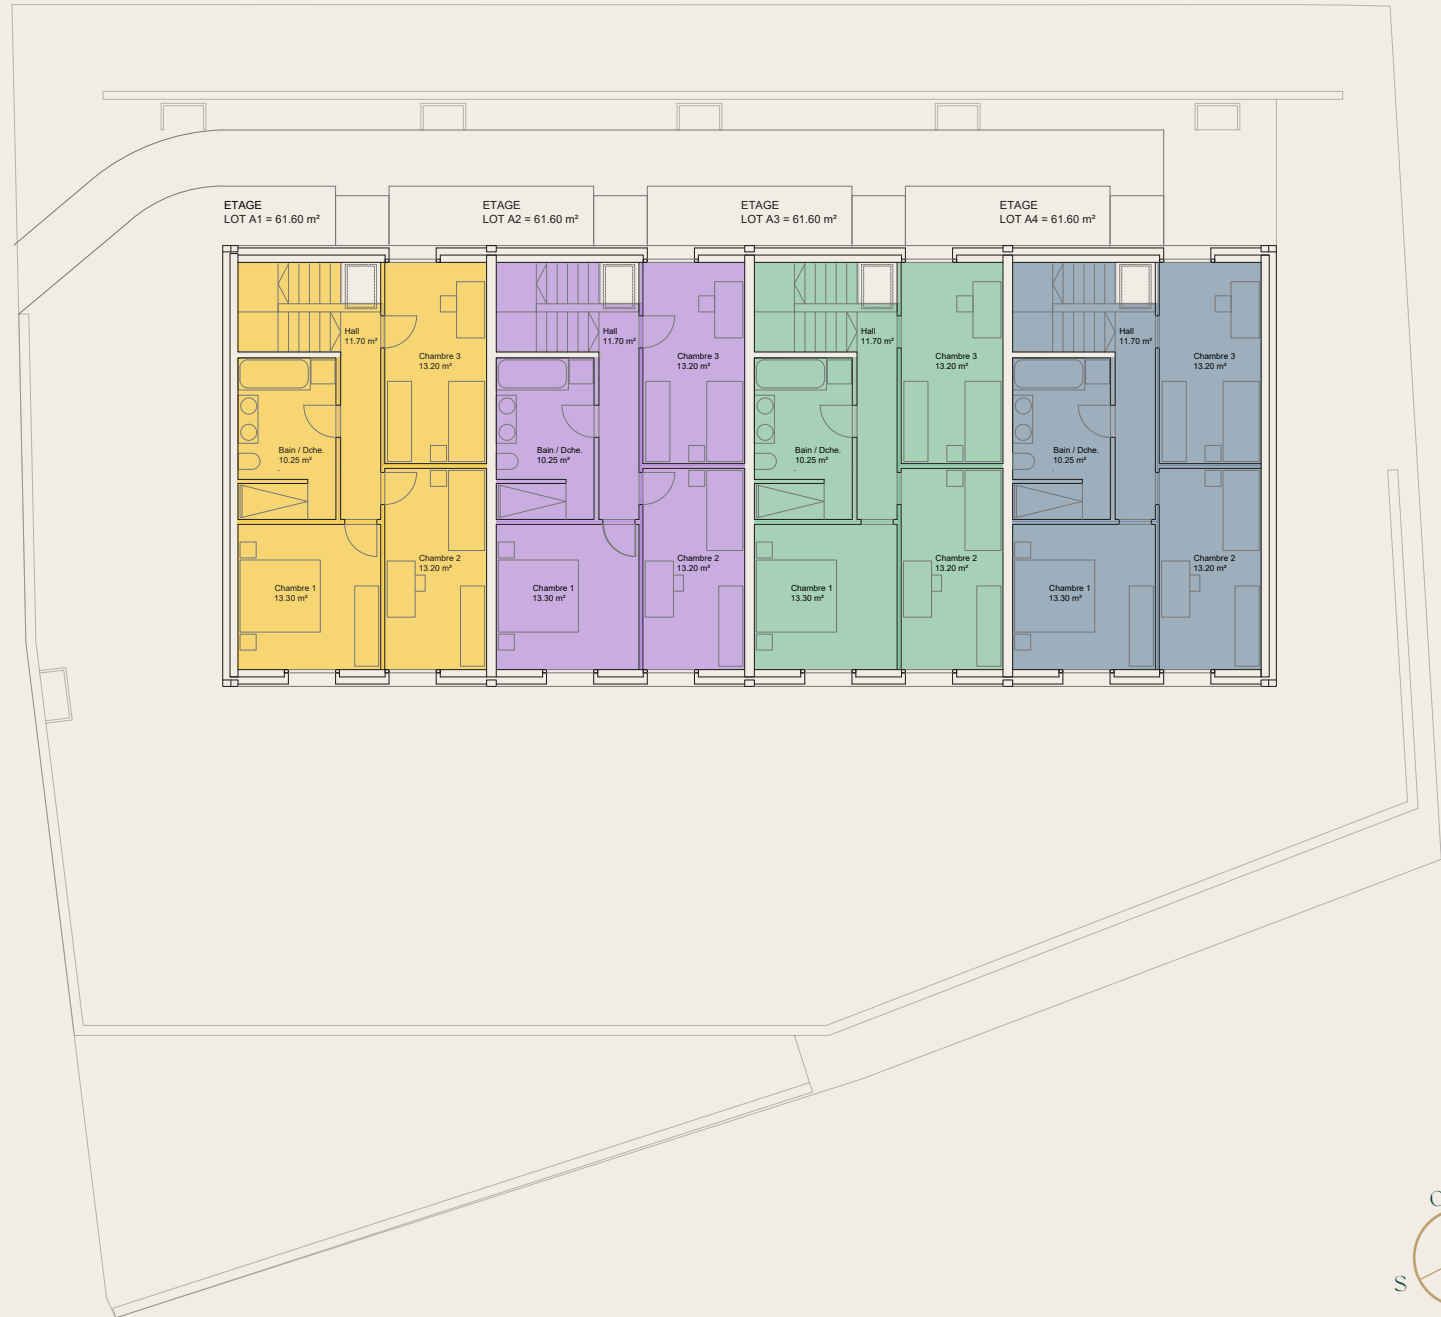 ETAGE
LOT A1 = 61.60 m²
ETAGE
LOT A2 = 61.60 m²
ETAGE
LOT A3 = 61.60 m²
ETAGE
LOT A4 = 61.60 m²
Hall
11.70 m²
Chambre 3
13.20 m²
Bain / Dche.
10.25 m²
Chambre 2
13.20 m²
Chambre 1
13.30 m²
Hall
11.70 m²
Chambre 3
13.20 m²
Bain / Dche.
10.25 m²
Chambre 2
13.20 m²
Chambre 1
13.30 m²
Hall
11.70 m²
Chambre 3
13.20 m²
Bain / Dche.
10.25 m²
Chambre 2
13.20 m²
Chambre 1
13.30 m²
Hall
11.70 m²
Chambre 3
13.20 m²
Bain / Dche.
10.25 m²
Chambre 2
13.20 m²
Chambre 1
13.30 m²
S